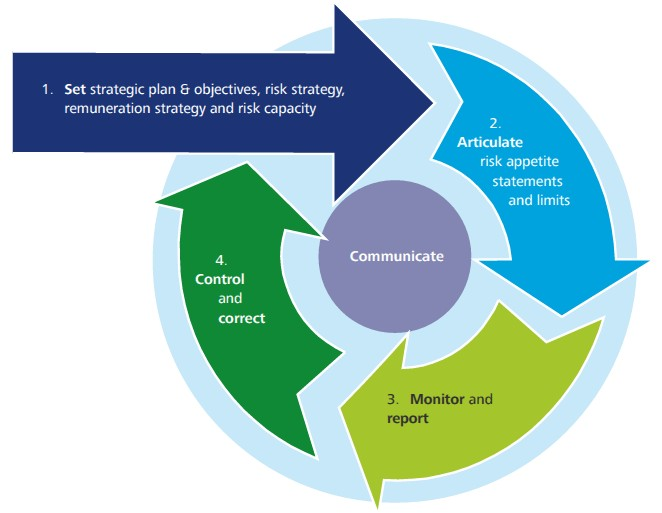 1. Set strategic plan & objectives, risk strategy,
remuneration strategy and risk capacity
2.
Articulate
risk appetite
statements
and limits
Communicate
3. Monitor and
report
4.
Control
and
correct